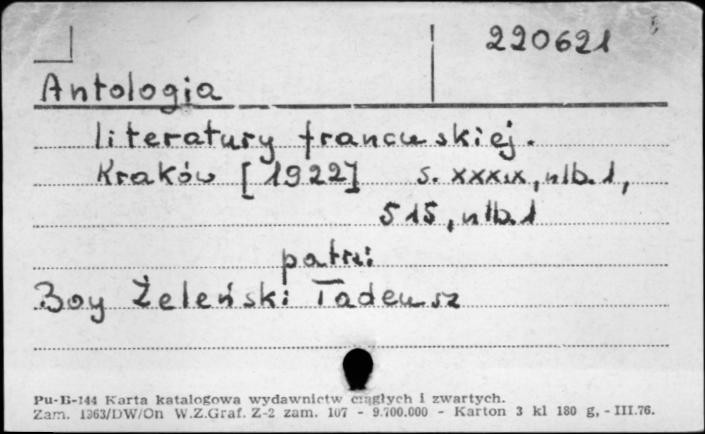 220621
Antologia
literatury francuskiej.
Kraków [1922] s. XXXIX, nlb. 1,
515, nlb. 1
patrz:
Boy Żeleński Tadeusz
Pu-B-144 Karta katalogowa wydawnictw ciągłych i zwartych.
Zam. 1363/DW/On W.Z.Graf. Z-2 zam. 107 - 9.700.000 - Karton 3 kl 180 g, - III.76.